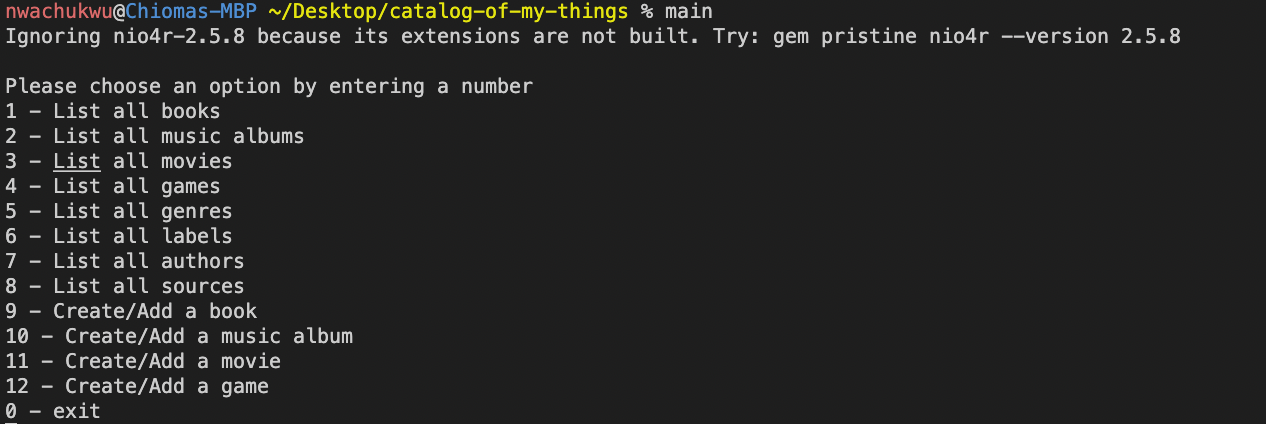 nwachukwu@Chiomas-MBP ~/Desktop/catalog-of-my-things % main
Ignoring nio4r-2.5.8 because its extensions are not built. Try: gem pristine nio4r --version 2.5.8
Please choose an option by entering a number
1 - List all books
2 - List all music albums
3 - List all movies
4 - List all games
5 - List all genres
6 - List all labels
7 - List all authors
8 - List all sources
9 - Create/Add a book
10 - Create/Add a music album
11 - Create/Add a movie
12 - Create/Add a game
0 - exit